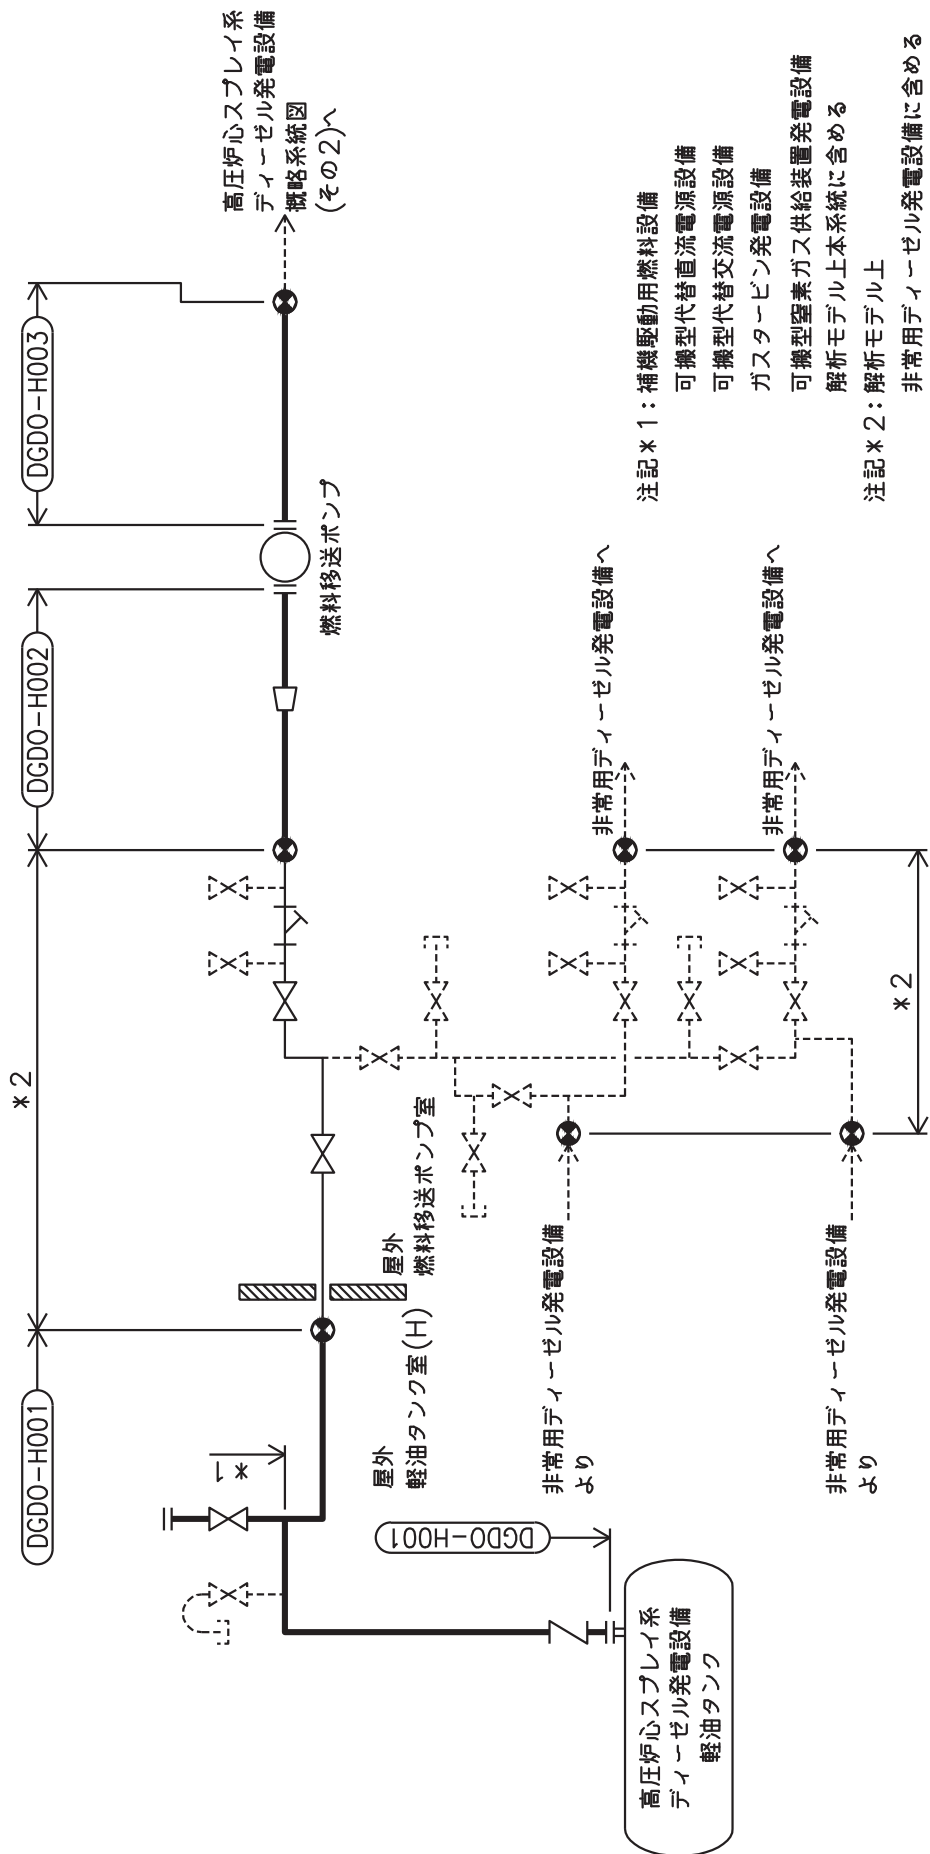 DGDO-H001
*2
DGDO-H002
DGDO-H003
高圧炉心スプレイ系
ディーゼル発電設備
概略系統図
(その2)へ
*1
燃料移送ポンプ
屋外
軽油タンク室(H)
屋外
燃料移送ポンプ室
DGDO-H001
高圧炉心スプレイ系
ディーゼル発電設備
軽油タンク
非常用ディーゼル発電設備
より
非常用ディーゼル発電設備へ
非常用ディーゼル発電設備
より
非常用ディーゼル発電設備へ
*2
注記*1:補機駆動用燃料設備
可搬型代替直流電源設備
可搬型代替交流電源設備
ガスタービン発電設備
可搬型窒素ガス供給装置発電設備
解析モデル上本系統に含める
注記*2:解析モデル上
非常用ディーゼル発電設備に含める